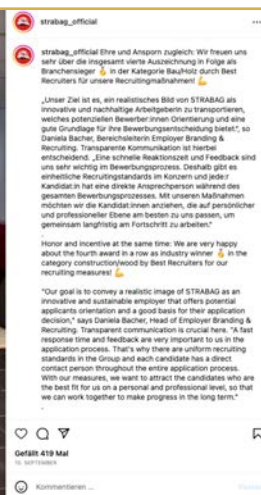 strabag_official
strabag_official Ehre und Ansporn zugleich: Wir freuen uns
sehr über die insgesamt vierte Auszeichnung in Folge als
Branchensieger 🥇 in der Kategorie Bau/Holz durch Best
Recruiters für unsere Recruitingmaßnahmen! 💪
.
„Unser Ziel ist es, ein realistisches Bild von STRABAG als
innovative und nachhaltige Arbeitgeberin zu transportieren,
welches potenziellen Bewerber:innen Orientierung und eine
gute Grundlage für ihre Bewerbungsentscheidung bietet.", so
Daniela Bacher, Bereichsleiterin Employer Branding &
Recruiting. Transparente Kommunikation ist hierbei
entscheidend. „Eine schnelle Reaktionszeit und Feedback sind
uns sehr wichtig im Bewerbungsprozess. Deshalb gibt es
einheitliche Recruitingstandards im Konzern und jede:r
Kandidat:in hat eine direkte Ansprechperson während des
gesamten Bewerbungsprozesses. Mit unseren Maßnahmen
möchten wir die Kandidat:innen anziehen, die auf persönlicher
und professioneller Ebene am besten zu uns passen, um
gemeinsam langfristig am Fortschritt zu arbeiten."
.
Honor and incentive at the same time: We are very happy
about the fourth award in a row as industry winner 🥇 in the
category construction/wood by Best Recruiters for our
recruiting measures! 💪
.
"Our goal is to convey a realistic image of STRABAG as an
innovative and sustainable employer that offers potential
applicants orientation and a good basis for their application
decision," says Daniela Bacher, Head of Employer Branding &
Recruiting. Transparent communication is crucial here. "A fast
response time and feedback are very important to us in the
application process. That's why there are uniform recruiting
standards in the Group and each candidate has a direct
contact person throughout the entire application process.
With our measures, we want to attract the candidates who are
the best fit for us on a personal and professional level, so that
we can work together to make progress in the long term."
.
Gefällt 419 Mal
Kommentieren ...